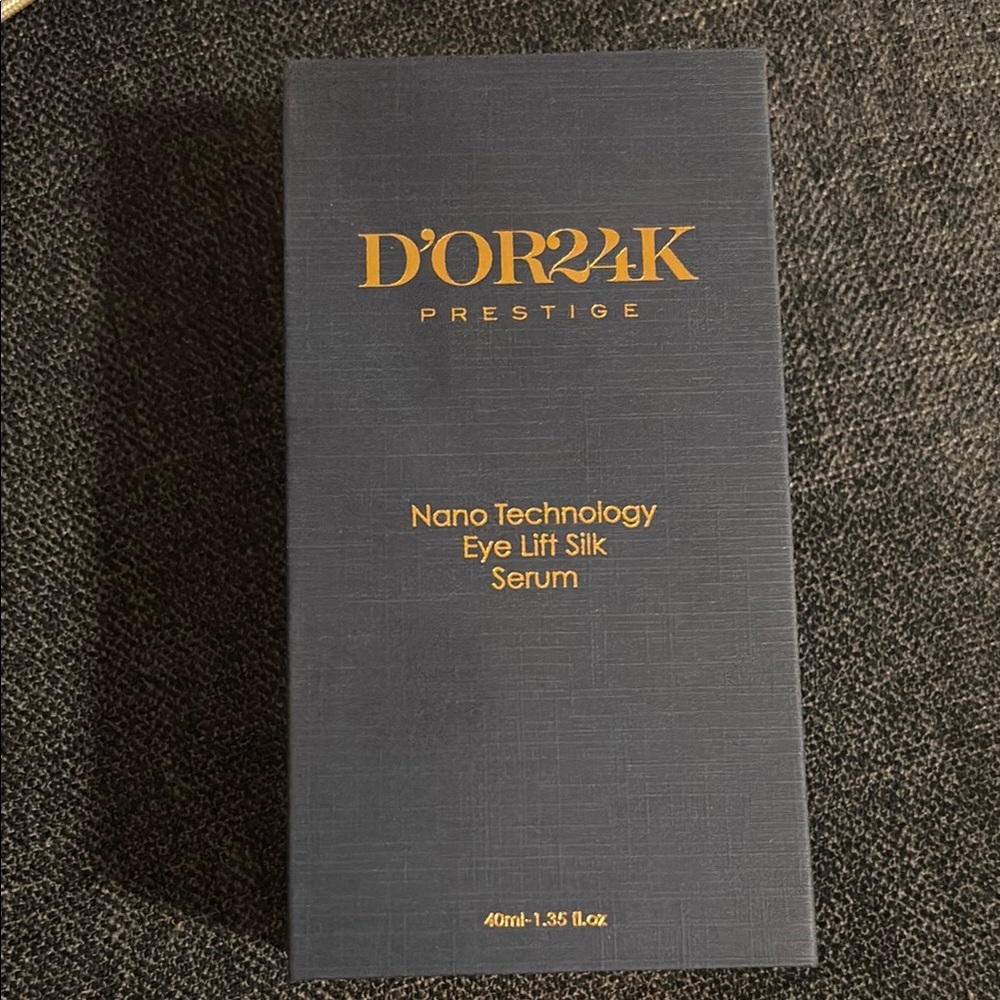 D'OR24K
PRESTIGE
Nano Technology
Eye Lift Silk
Serum
40ml-1.35 fl.oz